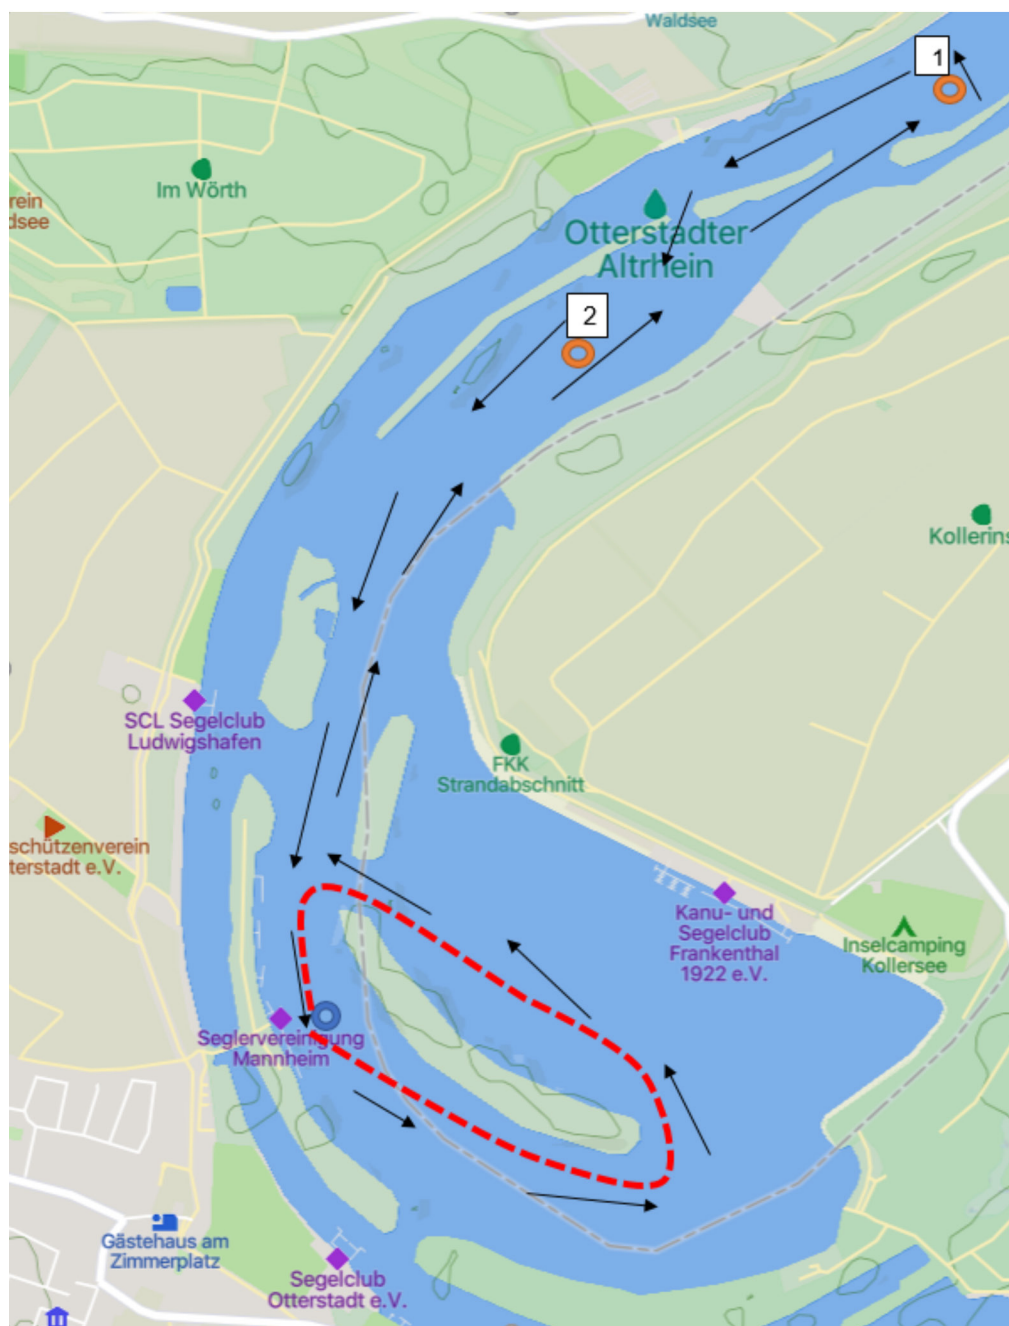 Waldsee
1
Im Wörth
rein
dsee
Otterstadter
Altrhein
2
Kollerins
SCL Segelclub
Ludwigshafen
FKK
Strandabschnitt
schützenverein
terstadt e.V.
Kanu- und
Segelclub
Frankenthal
1922 e.V.
Inselcamping
Kollersee
Seglervereinigung
Mannheim
Gästehaus am
Zimmerplatz
Segelclub
Otterstadt e.V.